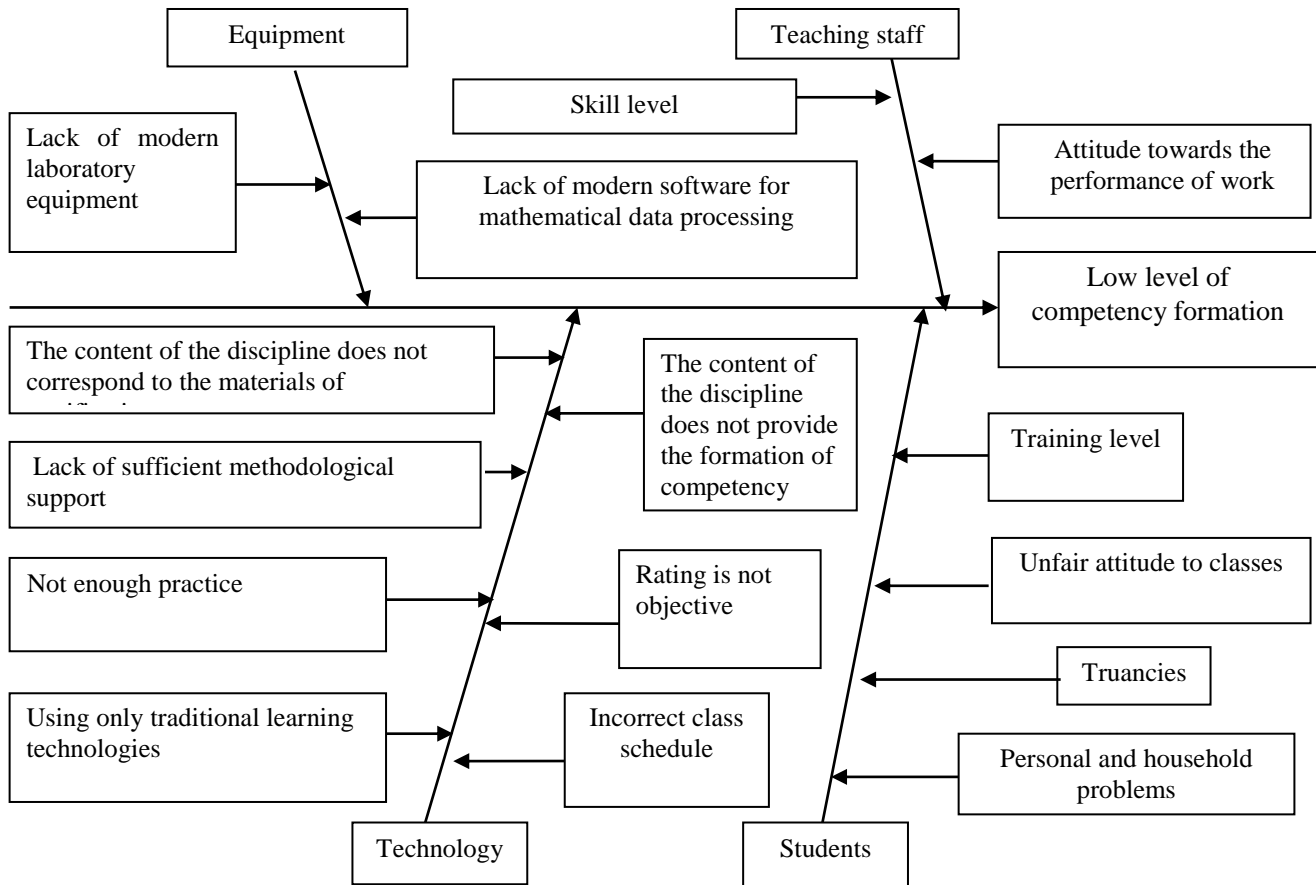 Equipment
Teaching staff
Skill level
Lack of modern
laboratory
equipment
Attitude towards the
performance of work
Lack of modern software for
mathematical data processing
Low level of
competency formation
The content of the discipline does not
correspond to the materials of
The content of
the discipline
does not provide
the formation of
competency
Training level
Lack of sufficient methodological
support
Not enough practice
Rating is not
objective
Unfair attitude to classes
Truancies
Using only traditional learning
technologies
Incorrect class
schedule
Personal and household
problems
Technology
Students